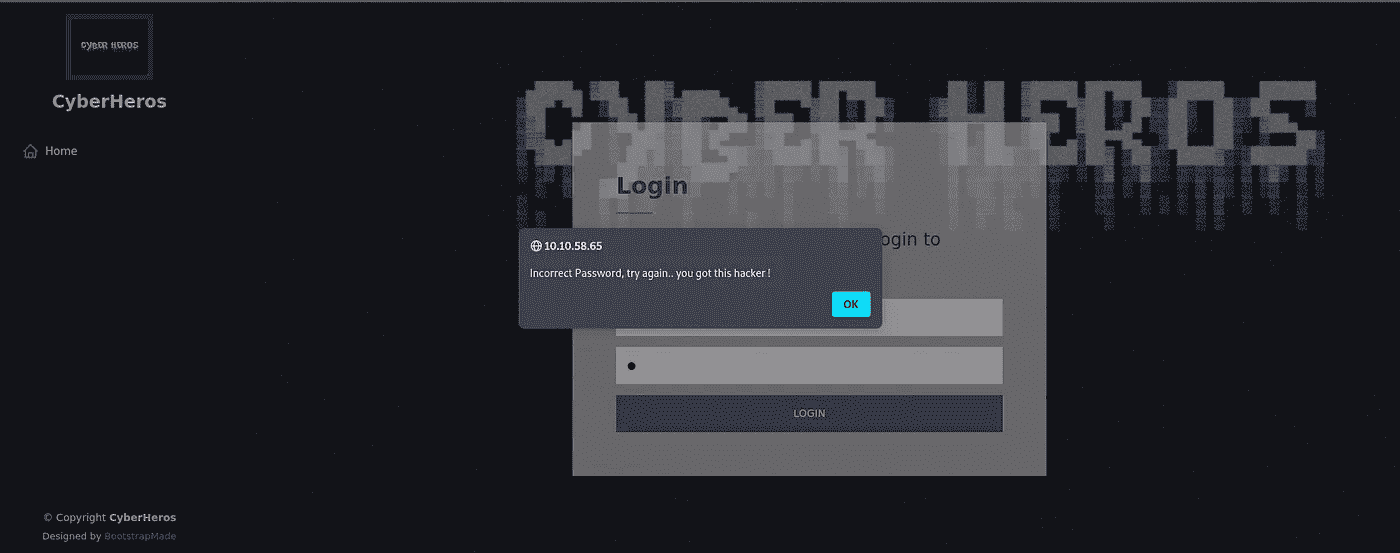 CYBER HEROS
CyberHeros
CYBER HEROS
Home
Login
ogin to
10.10.58.65
Incorrect Password, try again.. you got this hacker !
OK
LOGIN
© Copyright CyberHeros
Designed by BootstrapMade